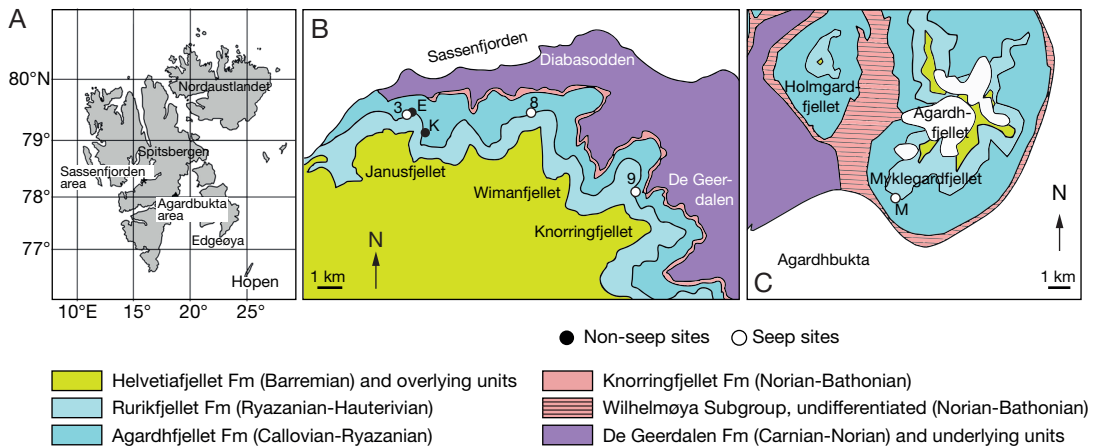 A
80°N
79°
78°
77°
10°E
15°
20°
25°
Nordaustlandet
Spitsbergen
Sassenfjorden
area
Agardbukta
area
Edgeøya
Hopen
B
Sassenfjorden
Diabasodden
3
E
K
8
9
Janusfjellet
Wimanfjellet
Knorringfjellet
De Geer-
dalen
N
1 km
C
Holmgard-
fjellet
Agardh-
fjellet
Myklegardfjellet
M
N
Agardhbukta
1 km
Non-seep sites
Seep sites
Helvetiafjellet Fm (Barremian) and overlying units
Rurikfjellet Fm (Ryazanian-Hauterivian)
Agardhfjellet Fm (Callovian-Ryazanian)
Knorringfjellet Fm (Norian-Bathonian)
Wilhelmøya Subgroup, undifferentiated (Norian-Bathonian)
De Geerdalen Fm (Carnian-Norian) and underlying units